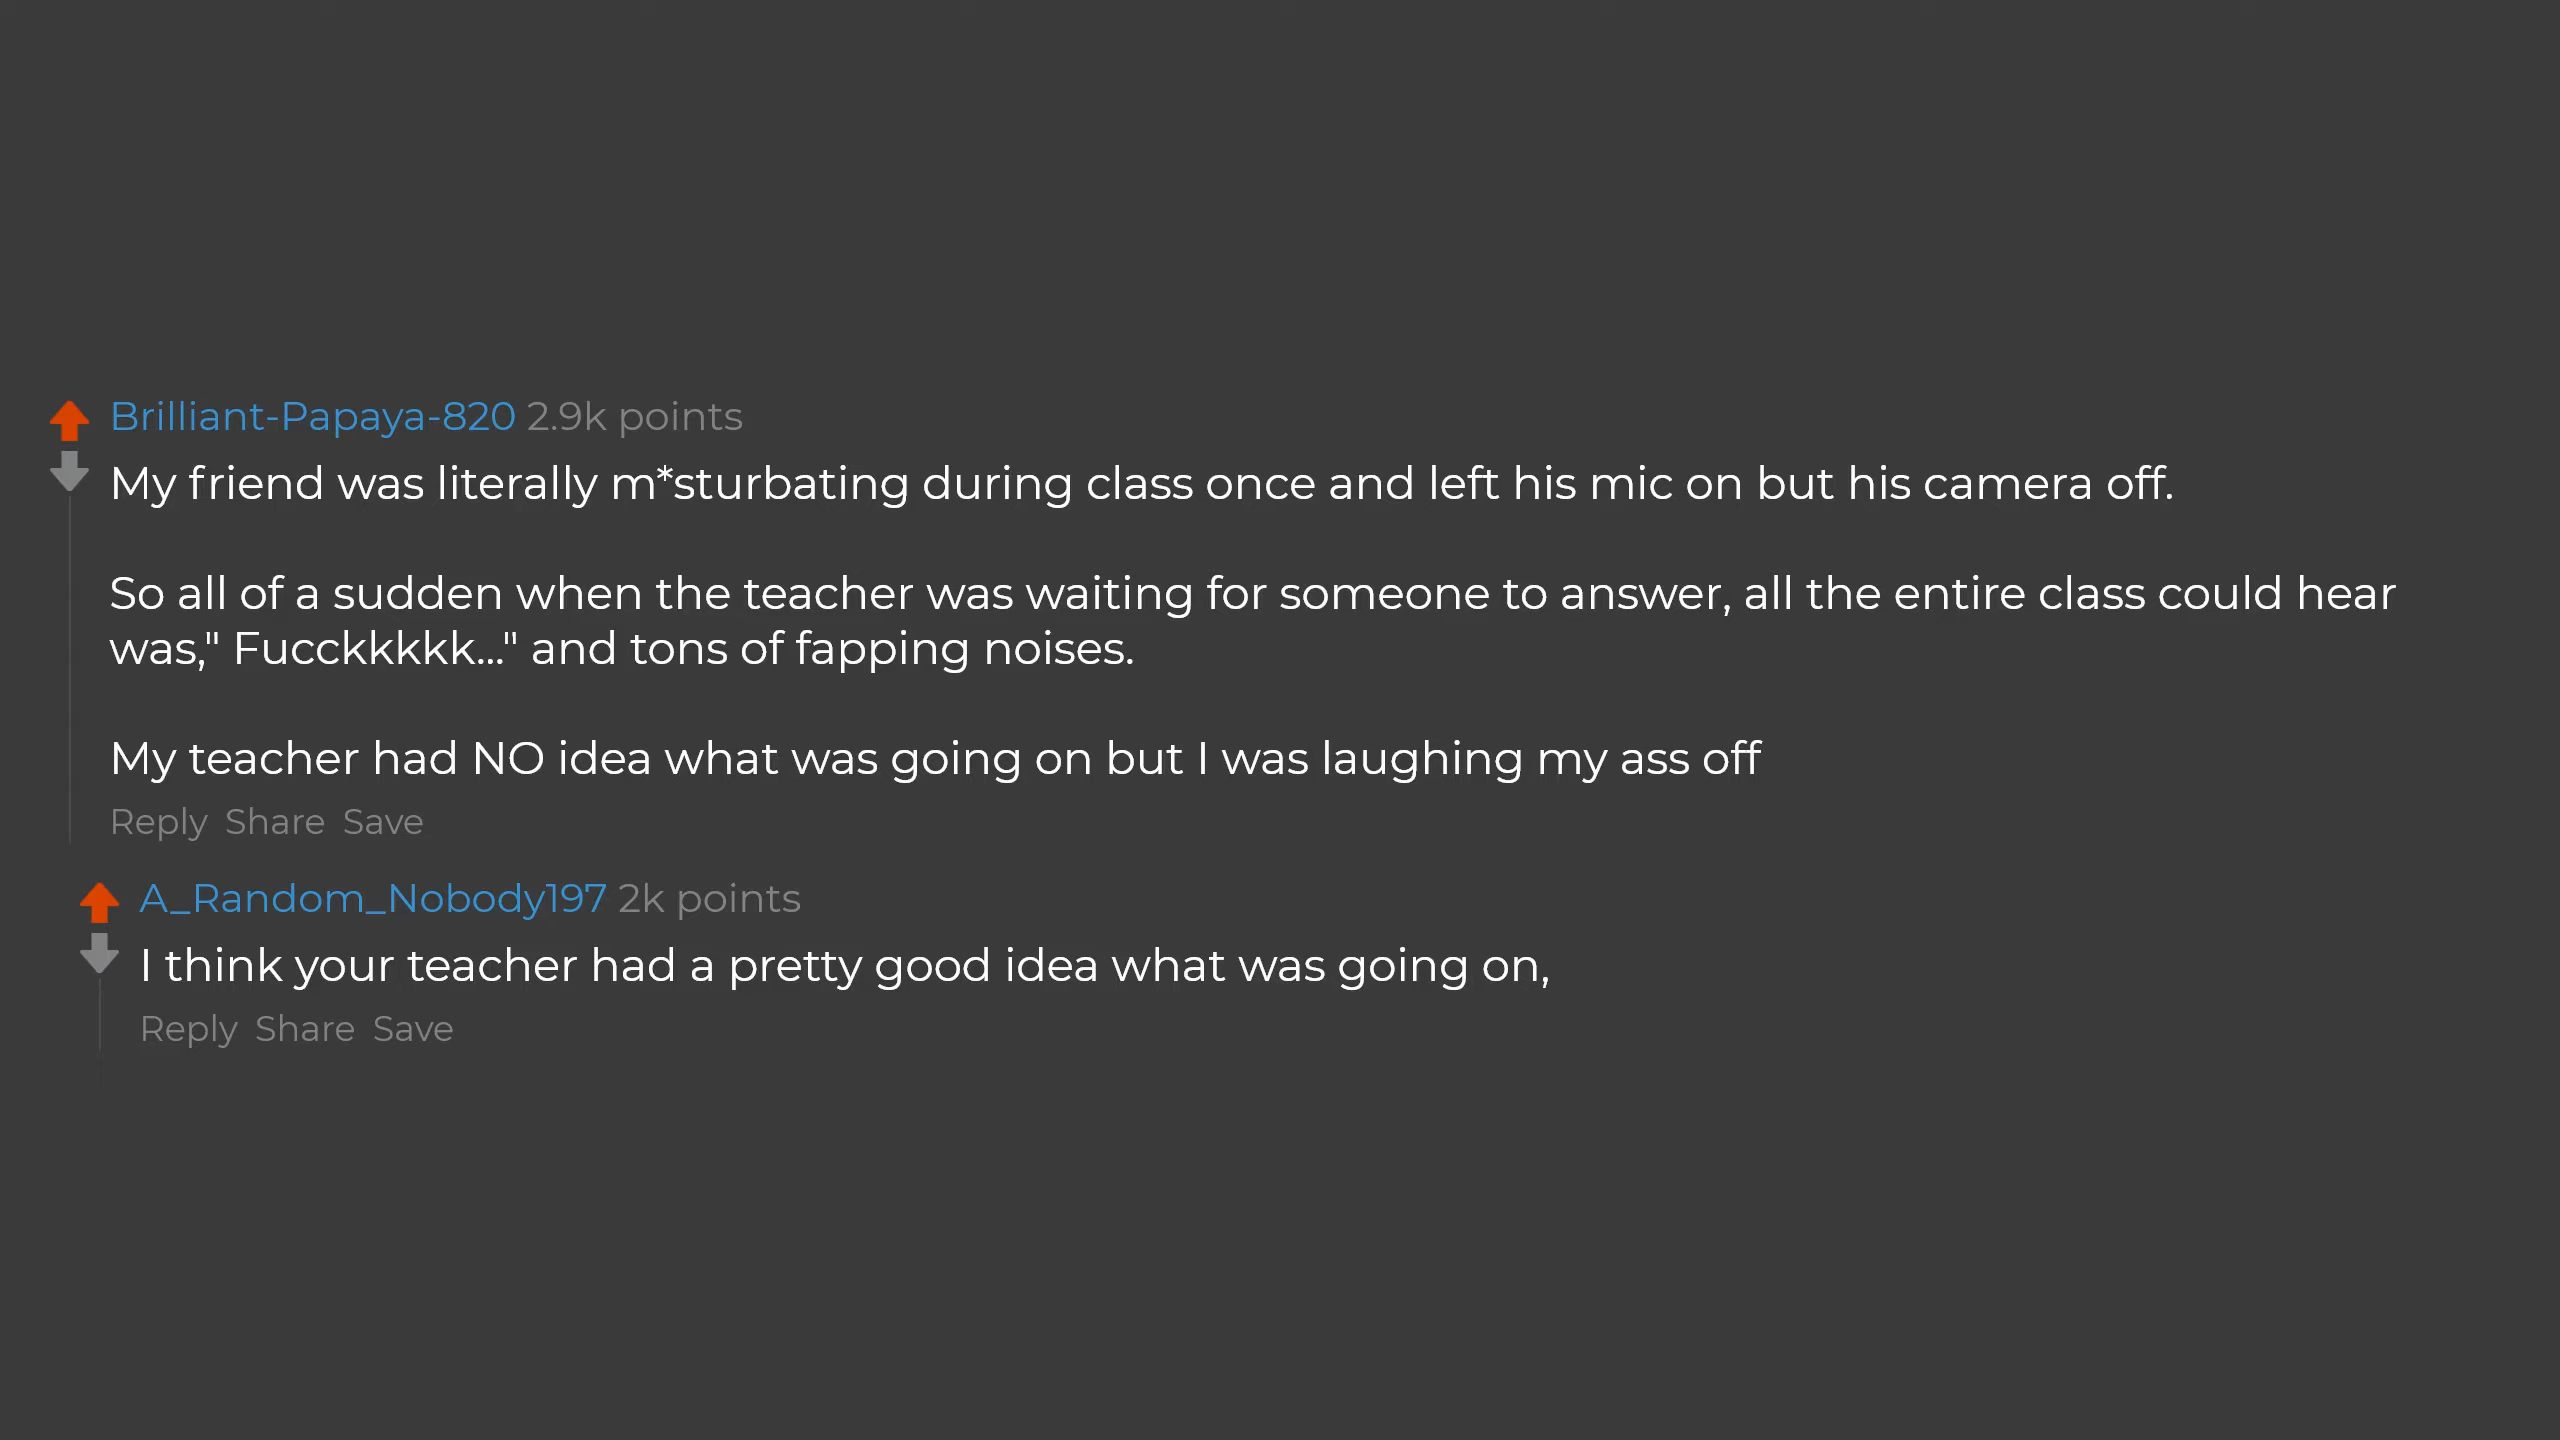 Brilliant-Papaya-820 2.9k points
My friend was literally m*sturbating during class once and left his mic on but his camera off.
So all of a sudden when the teacher was waiting for someone to answer, all the entire class could hear
was," Fucckkkkk..." and tons of fapping noises.
My teacher had NO idea what was going on but I was laughing my ass off
Reply Share Save
A_Random_Nobody197 2k points
I think your teacher had a pretty good idea what was going on,
Reply Share Save